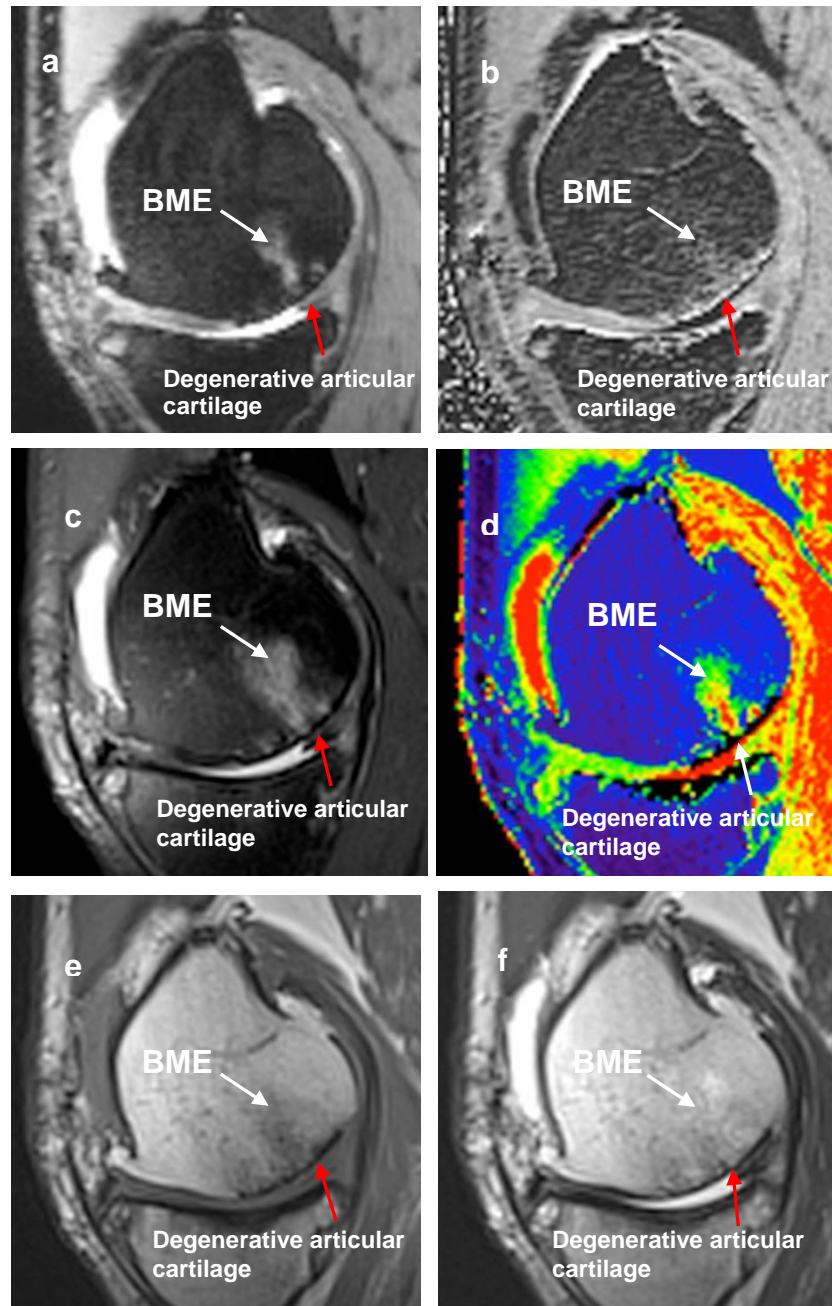 a
BME
Degenerative articular
cartilage
b
BME
Degenerative articular
cartilage
c
BME
Degenerative articular
cartilage
d
BME
Degenerative articular
cartilage
e
BME
Degenerative articular
cartilage
f
BME
Degenerative articular
cartilage